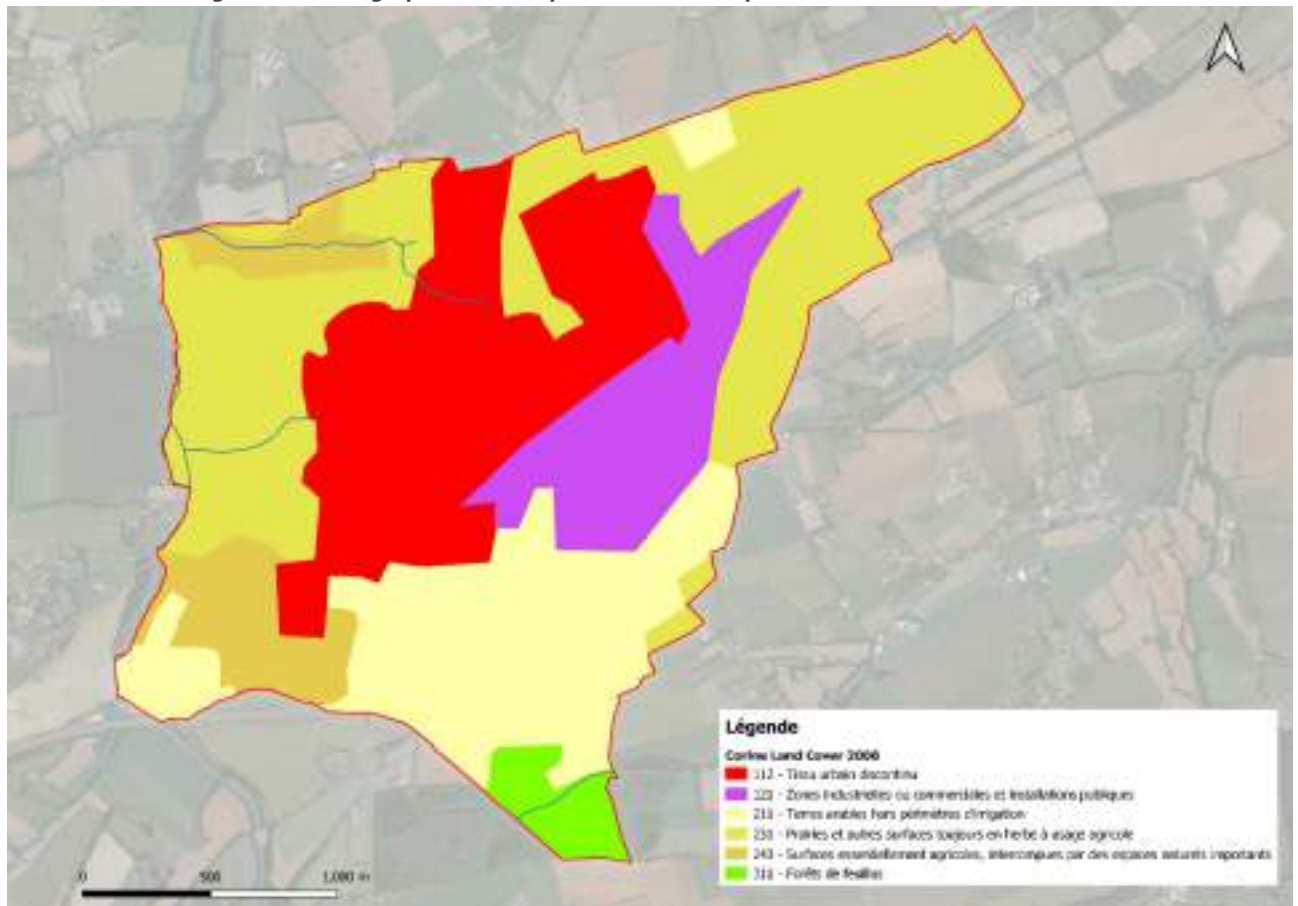 Légende
Corine Land Cover 2006
112 - Tissu urbain discontinu
121 - Zones industrielles ou commerciales et installations publiques
211 - Terres arables hors périmètres d'irrigation
231 - Prairies et autres surfaces toujours en herbe à usage agricole
243 - Surfaces essentiellement agricoles, interrompues par des espaces naturels importants
311 - Forêts de feuillus
0 500 1,000 m